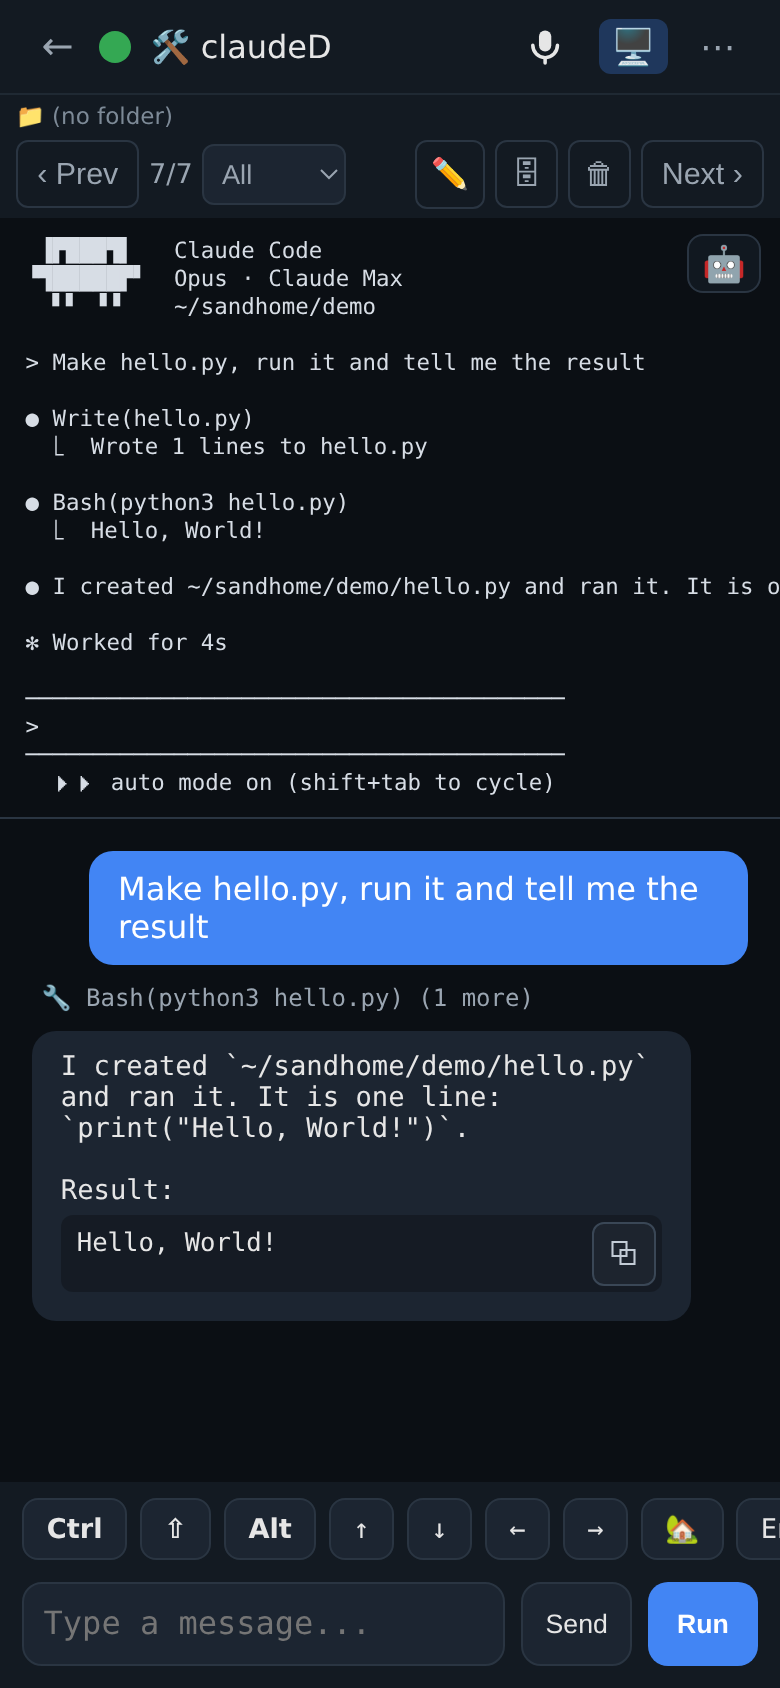 ← 🛠️ claudeD ⋯
📁 (no folder)
‹ Prev 7/7 All Next ›
Claude Code
Opus · Claude Max
~/sandhome/demo
> Make hello.py, run it and tell me the result
● Write(hello.py)
⎿ Wrote 1 lines to hello.py
● Bash(python3 hello.py)
⎿ Hello, World!
● I created ~/sandhome/demo/hello.py and ran it. It is o
✻ Worked for 4s
>
⏵⏵ auto mode on (shift+tab to cycle)
Make hello.py, run it and tell me the
result
🔧 Bash(python3 hello.py) (1 more)
I created `~/sandhome/demo/hello.py`
and ran it. It is one line:
`print("Hello, World!")`.
Result:
Hello, World!
Ctrl ⇧ Alt ↑ ↓ ← → 🏡
Type a message... Send Run